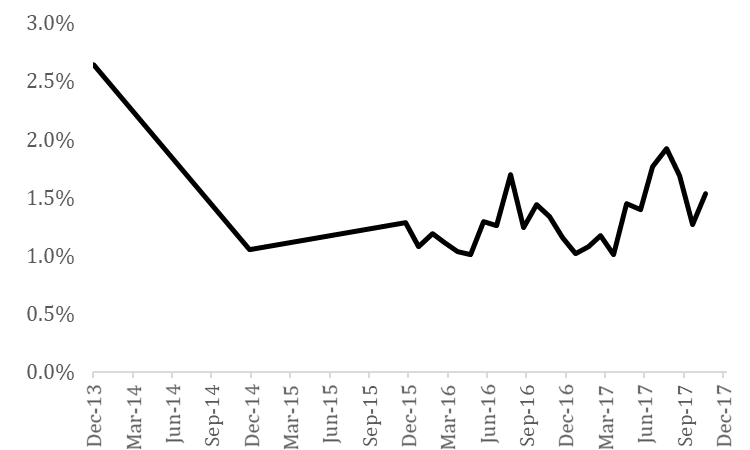 3.0%
2.5%
2.0%
1.5%
1.0%
0.5%
0.0%
Dec-13
Mar-14
Jun-14
Sep-14
Dec-14
Mar-15
Jun-15
Sep-15
Dec-15
Mar-16
Jun-16
Sep-16
Dec-16
Mar-17
Jun-17
Sep-17
Dec-17